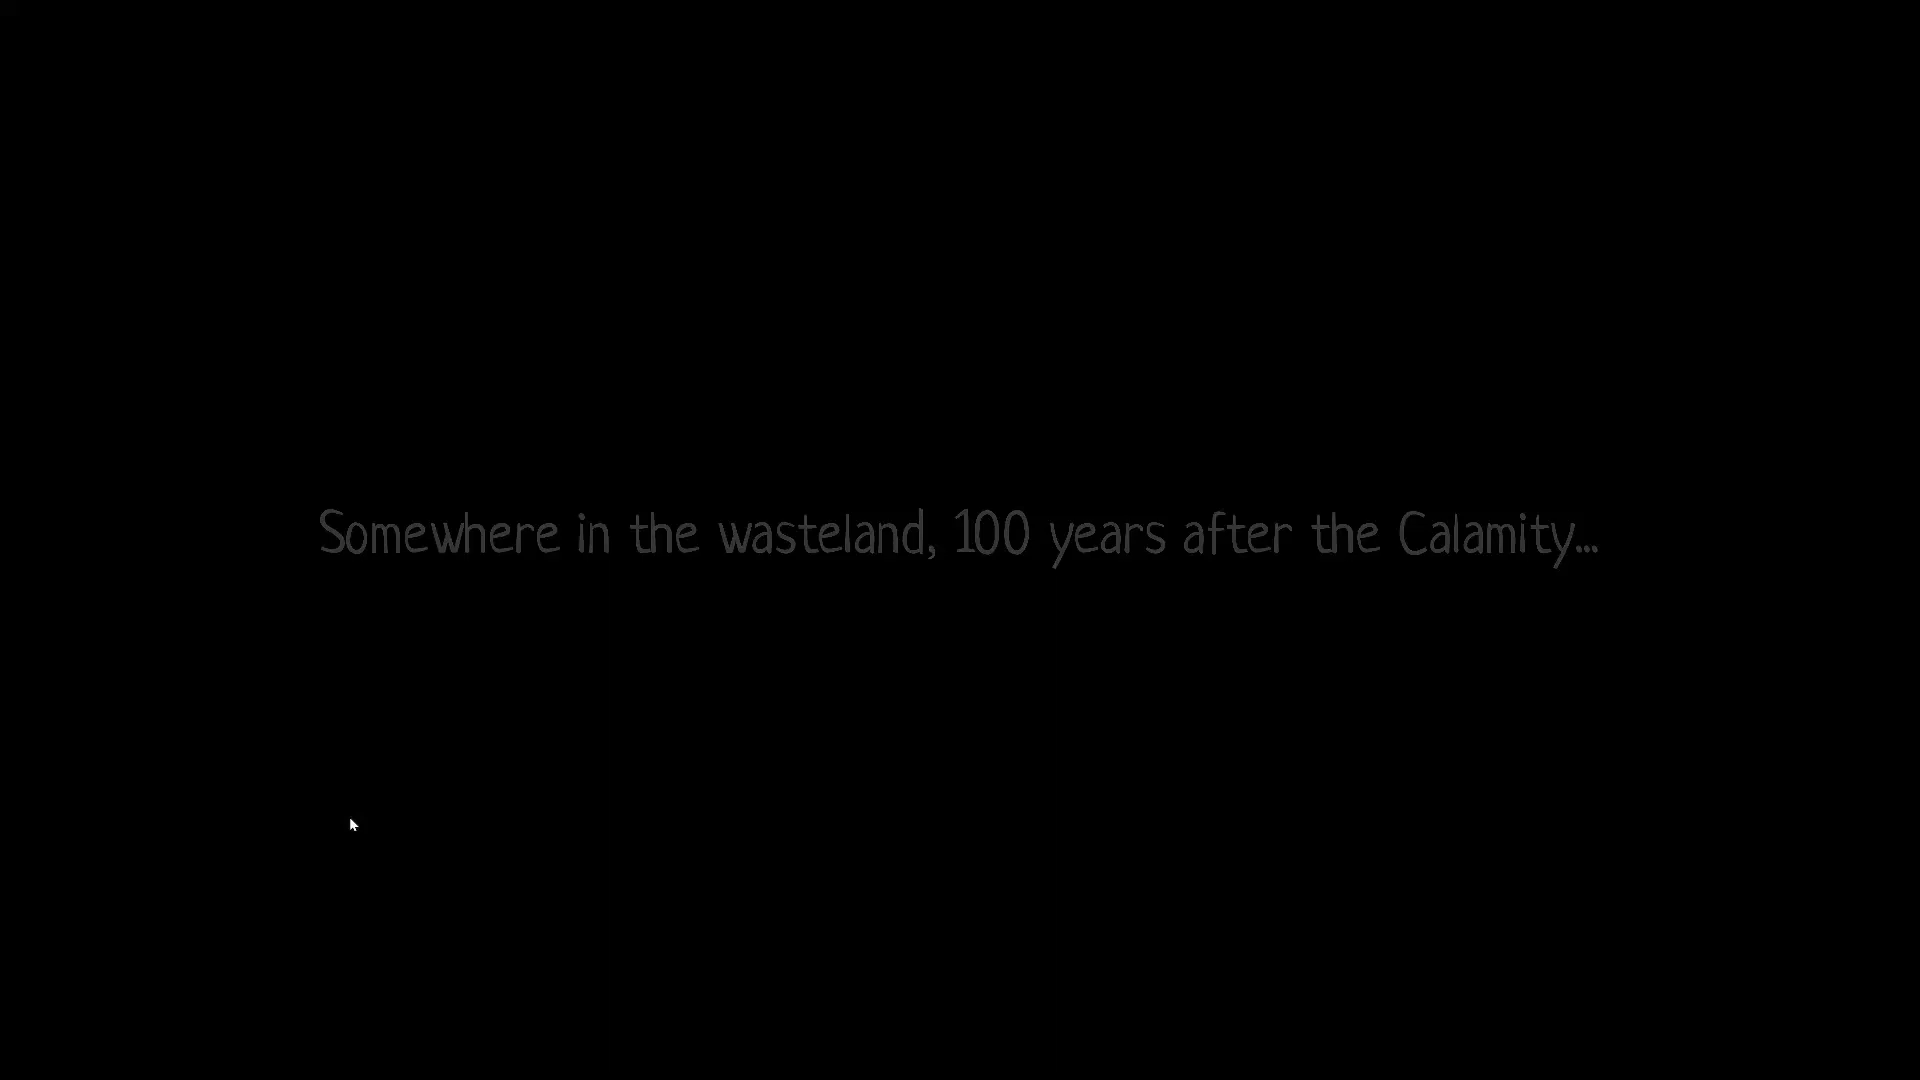 Somewhere in the wasteland, 100 years after the Calamity...